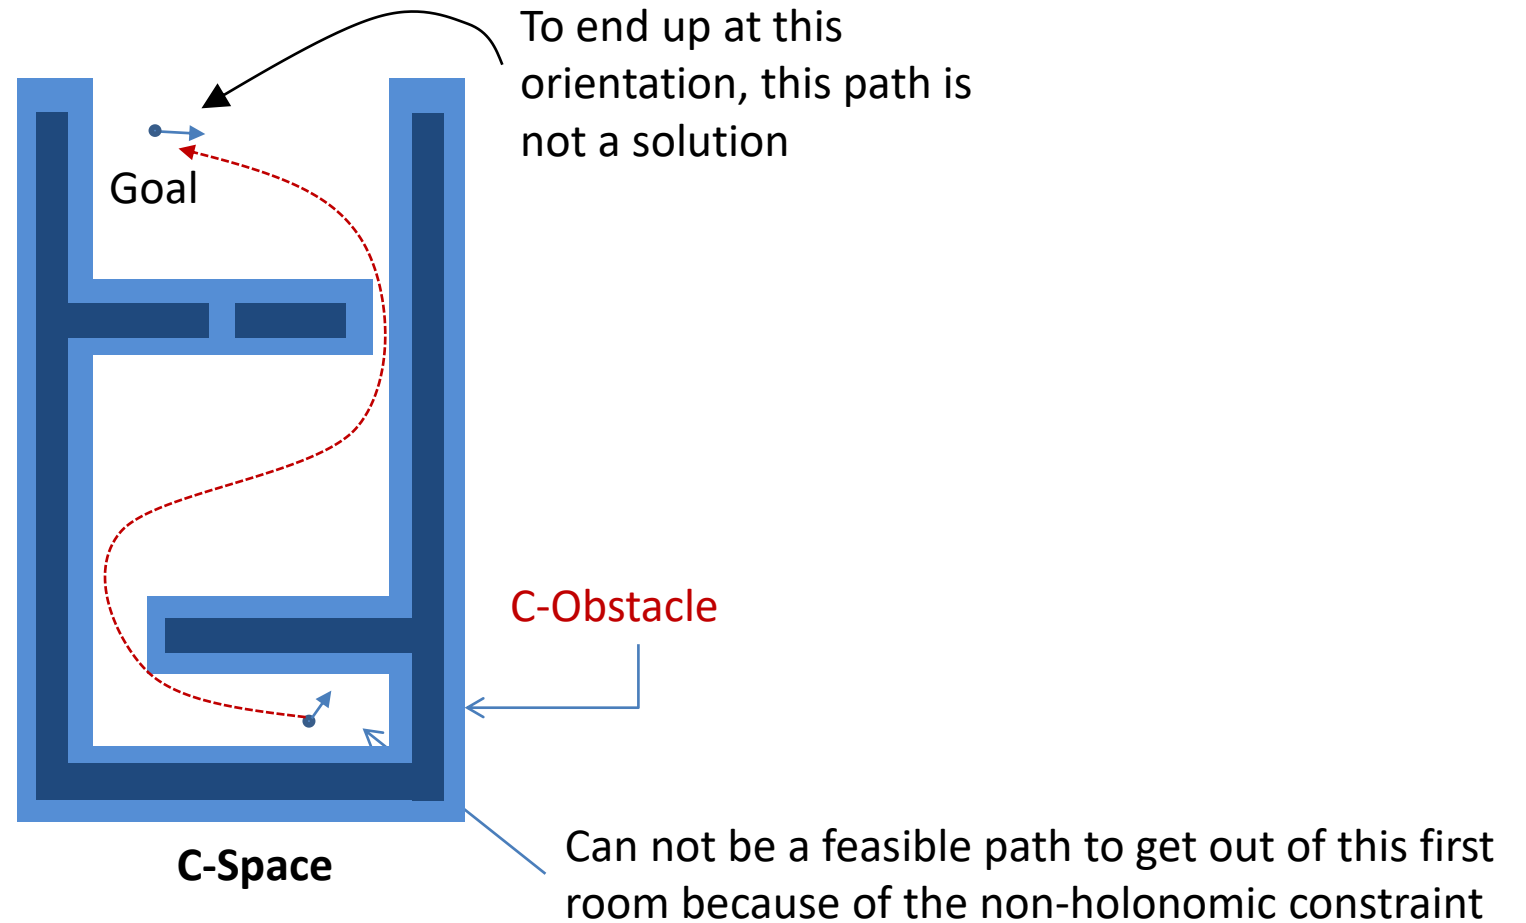 To end up at this
orientation, this path is
not a solution
Goal
C-Obstacle
C-Space
Can not be a feasible path to get out of this first
room because of the non-holonomic constraint